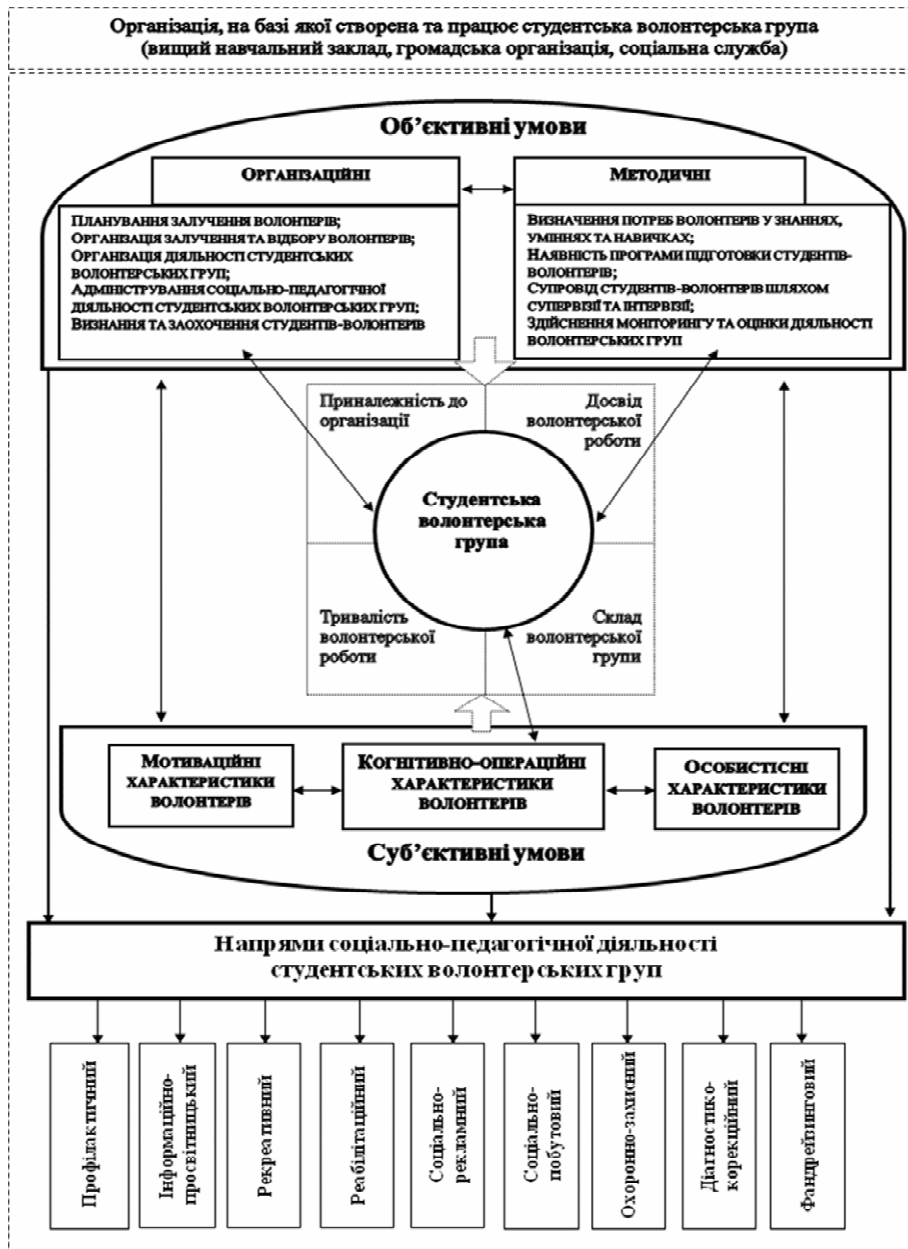 Організація, на базі якої створена та працює студентська волонтерська група
(вищий навчальний заклад, громадська організація, соціальна служба)
Об’єктивні умови
ОРГАНІЗАЦІЙНІ
ПЛАНУВАННЯ ЗАЛУЧЕННЯ ВОЛОНТЕРІВ;
ОРГАНІЗАЦІЯ ЗАЛУЧЕННЯ ТА ВІДБОРУ ВОЛОНТЕРІВ;
ОРГАНІЗАЦІЯ ДІЯЛЬНОСТІ СТУДЕНТСЬКИХ
ВОЛОНТЕРСЬКИХ ГРУП;
АДМІНІСТРУВАННЯ СОЦІАЛЬНО-ПЕДАГОГІЧНОЇ
ДІЯЛЬНОСТІ СТУДЕНТСЬКИХ ВОЛОНТЕРСЬКИХ ГРУП;
ВИЗНАННЯ ТА ЗАОХОЧЕННЯ СТУДЕНТІВ-ВОЛОНТЕРІВ
МЕТОДИЧНІ
ВИЗНАЧЕННЯ ПОТРЕБ ВОЛОНТЕРІВ У ЗНАННЯХ,
УМІННЯХ ТА НАВИЧКАХ;
НАЯВНІСТЬ ПРОГРАМИ ПІДГОТОВКИ СТУДЕНТІВ-
ВОЛОНТЕРІВ;
СУПРОВІД СТУДЕНТІВ-ВОЛОНТЕРІВ ШЛЯХОМ
СУПЕРВІЗІЇ ТА ІНТЕРВІЗІЇ;
ЗДІЙСНЕННЯ МОНІТОРИНГУ ТА ОЦІНКИ ДІЯЛЬНОСТІ
ВОЛОНТЕРСЬКИХ ГРУП
Приналежність до
організації
Досвід
волонтерської
роботи
Студентська
волонтерська
група
Тривалість
волонтерської
роботи
Склад
волонтерської
групи
МОТИВАЦІЙНІ
ХАРАКТЕРИСТИКИ
ВОЛОНТЕРІВ
КОГНІТИВНО-ОПЕРАЦІЙНІ
ХАРАКТЕРИСТИКИ
ВОЛОНТЕРІВ
ОСОБИСТІСНІ
ХАРАКТЕРИСТИКИ
ВОЛОНТЕРІВ
Суб’єктивні умови
Напрями соціально-педагогічної діяльності
студентських волонтерських груп
Профілактичний
Інформаційно-
просвітницький
Рекреативний
Реабілітаційний
Соціально-
рекламний
Соціально-
побутовий
Охоронно-захисний
Діагностико-
корекційний
Фандрейзинговий